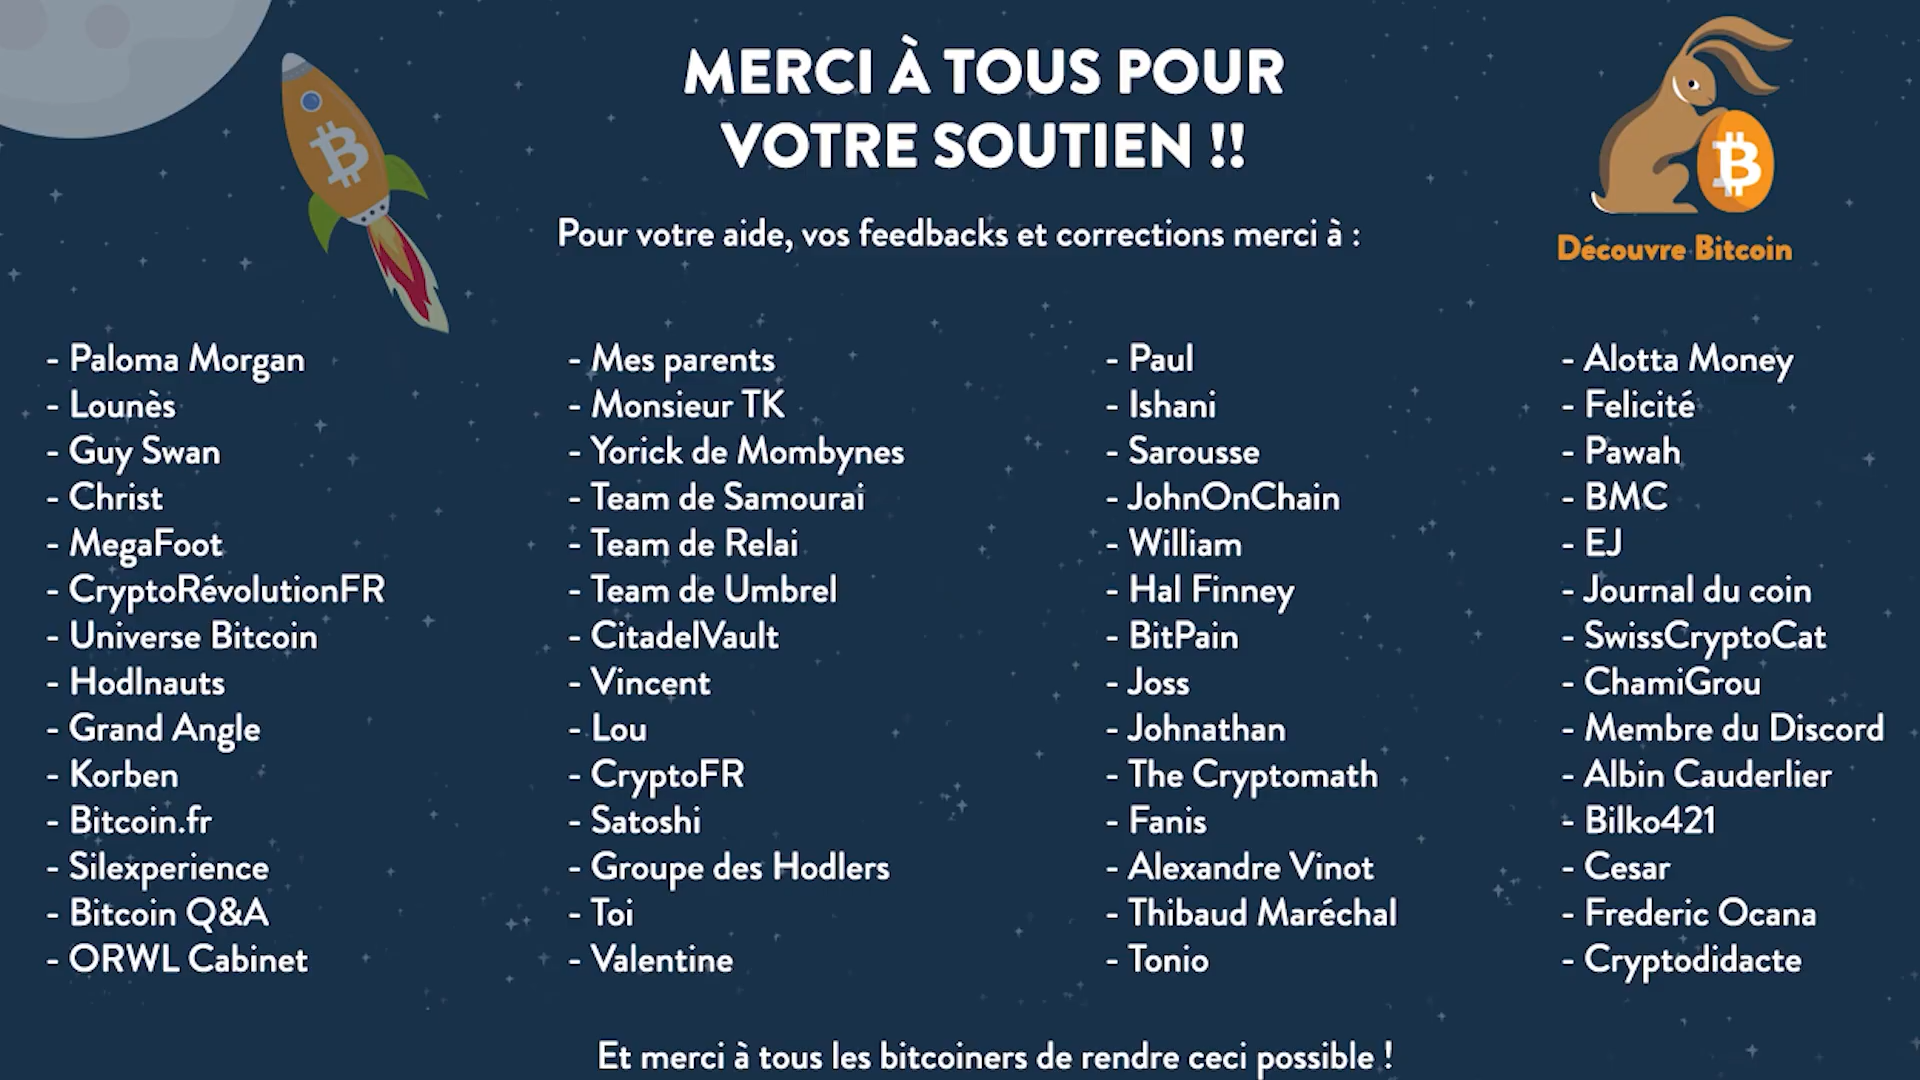 MERCI À TOUS POUR
VOTRE SOUTIEN !!
Découvre Bitcoin
Pour votre aide, vos feedbacks et corrections merci à :
- Paloma Morgan
- Lounès
- Guy Swan
- Christ
- MegaFoot
- CryptoRévolutionFR
- Universe Bitcoin
- Hodlnauts
- Grand Angle
- Korben
- Bitcoin.fr
- Silexperience
- Bitcoin Q&A
- ORWL Cabinet
- Mes parents
- Monsieur TK
- Yorick de Mombynes
- Team de Samourai
- Team de Relai
- Team de Umbrel
- CitadelVault
- Vincent
- Lou
- CryptoFR
- Satoshi
- Groupe des Hodlers
- Toi
- Valentine
- Paul
- Ishani
- Sarousse
- JohnOnChain
- William
- Hal Finney
- BitPain
- Joss
- Johnathan
- The Cryptomath
- Fanis
- Alexandre Vinot
- Thibaud Maréchal
- Tonio
- Alotta Money
- Felicité
- Pawah
- BMC
- EJ
- Journal du coin
- SwissCryptoCat
- ChamiGrou
- Membre du Discord
- Albin Cauderlier
- Bilko421
- Cesar
- Frederic Ocana
- Cryptodidacte
Et merci à tous les bitcoiners de rendre ceci possible !